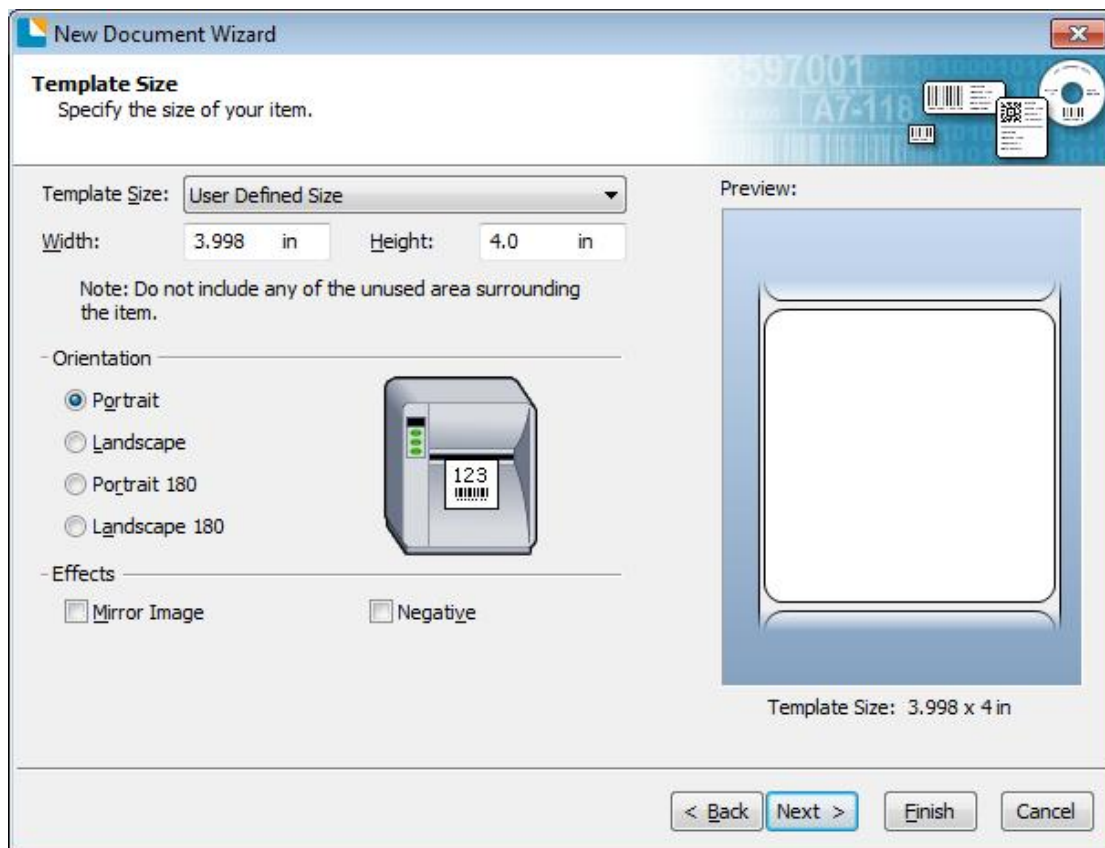 New Document Wizard
Template Size
Specify the size of your item.
3597001
A7-118
Template Size: User Defined Size
Width: 3.998 in Height: 4.0 in
Note: Do not include any of the unused area surrounding
the item.
Orientation
Portrait
Landscape
Portrait 180
Landscape 180
123
Effects
Mirror Image Negative
Preview:
Template Size: 3.998 x 4 in
< Back Next > Finish Cancel